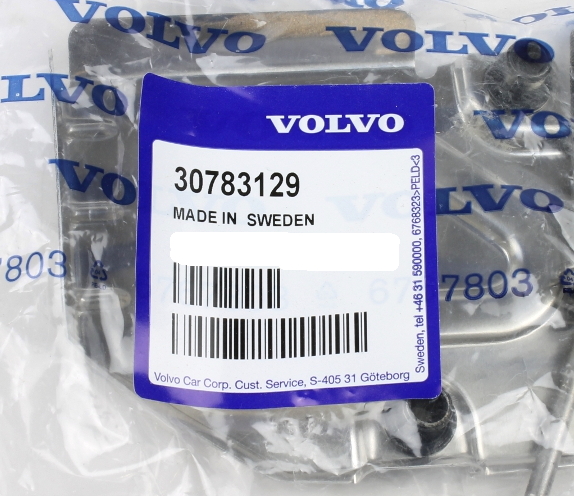 VOLVO
VOLVO
VOLVO
VOLVO
30783129
MADE IN SWEDEN
Volvo Car Corp. Cust. Service, S-405 31 Göteborg
Sweden, tel +46 31 590000, 6768323>PELD<3
VOLVO
VOLVO
7803
7803